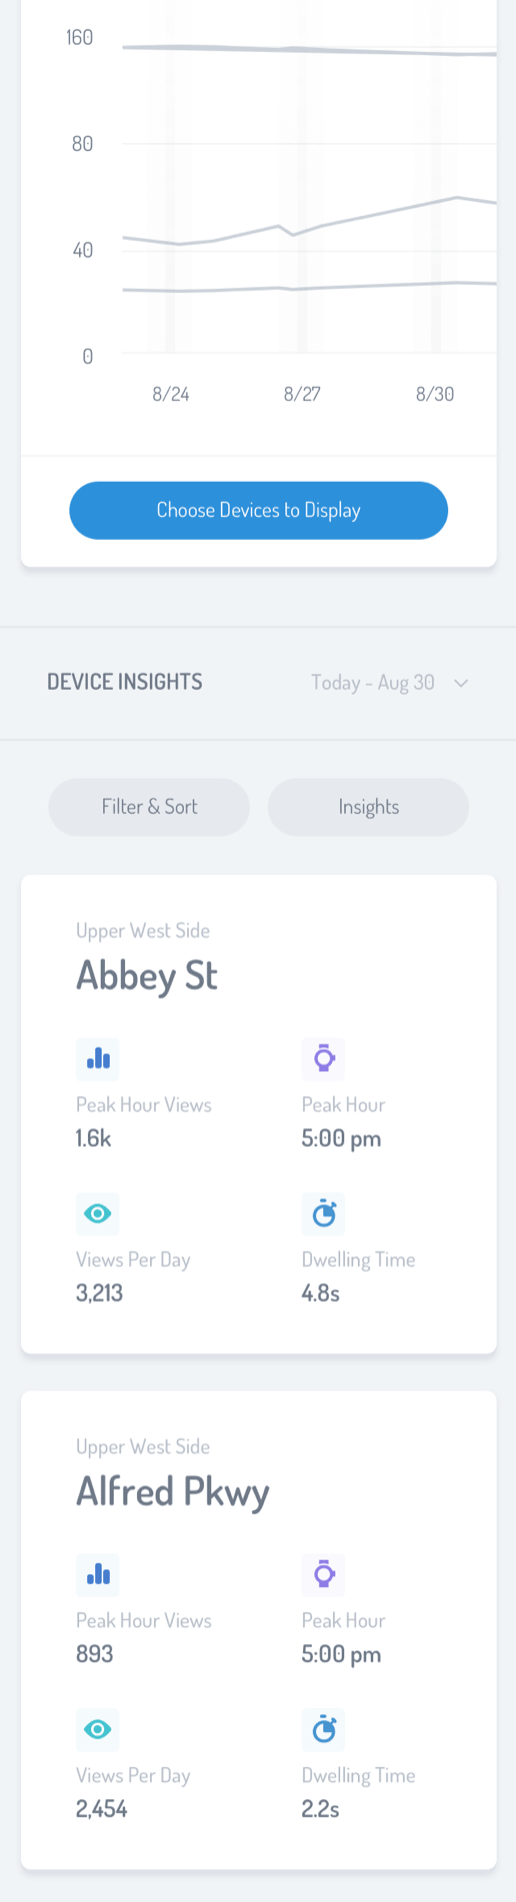 160
80
40
0
8/24 8/27 8/30
Choose Devices to Display
DEVICE INSIGHTS Today - Aug 30
Filter & Sort Insights
Upper West Side
Abbey St
Peak Hour Views Peak Hour
1.6k 5:00 pm
Views Per Day Dwelling Time
3,213 4.8s
Upper West Side
Alfred Pkwy
Peak Hour Views Peak Hour
893 5:00 pm
Views Per Day Dwelling Time
2,454 2.2s